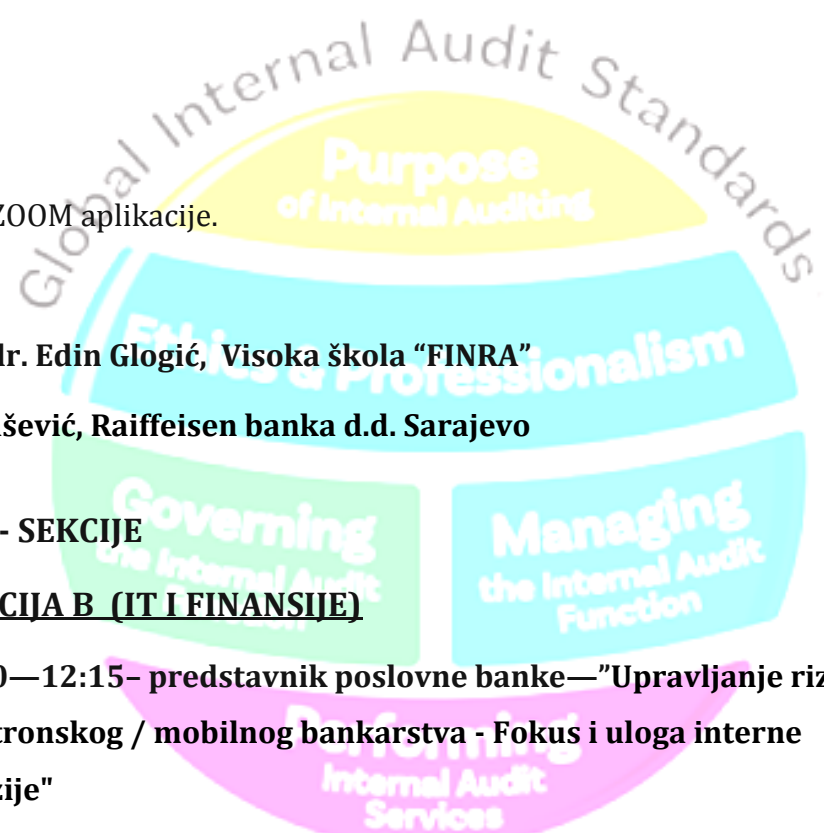 Global Internal Audit Standards
Purpose
of Internal Auditing
ZOOM aplikacije.
Ethics & Professionalism
dr. Edin Glogić, Visoka škola “FINRA”
šević, Raiffeisen banka d.d. Sarajevo
- SEKCIJE
Governing
the Internal Audit
Managing
the Internal Audit
Function
CIJA B (IT I FINANSIJE)
0—12:15– predstavnik poslovne banke—”Upravljanje riz
tronskog / mobilnog bankarstva - Fokus i uloga interne
zije"
Performing
Internal Audit
Services